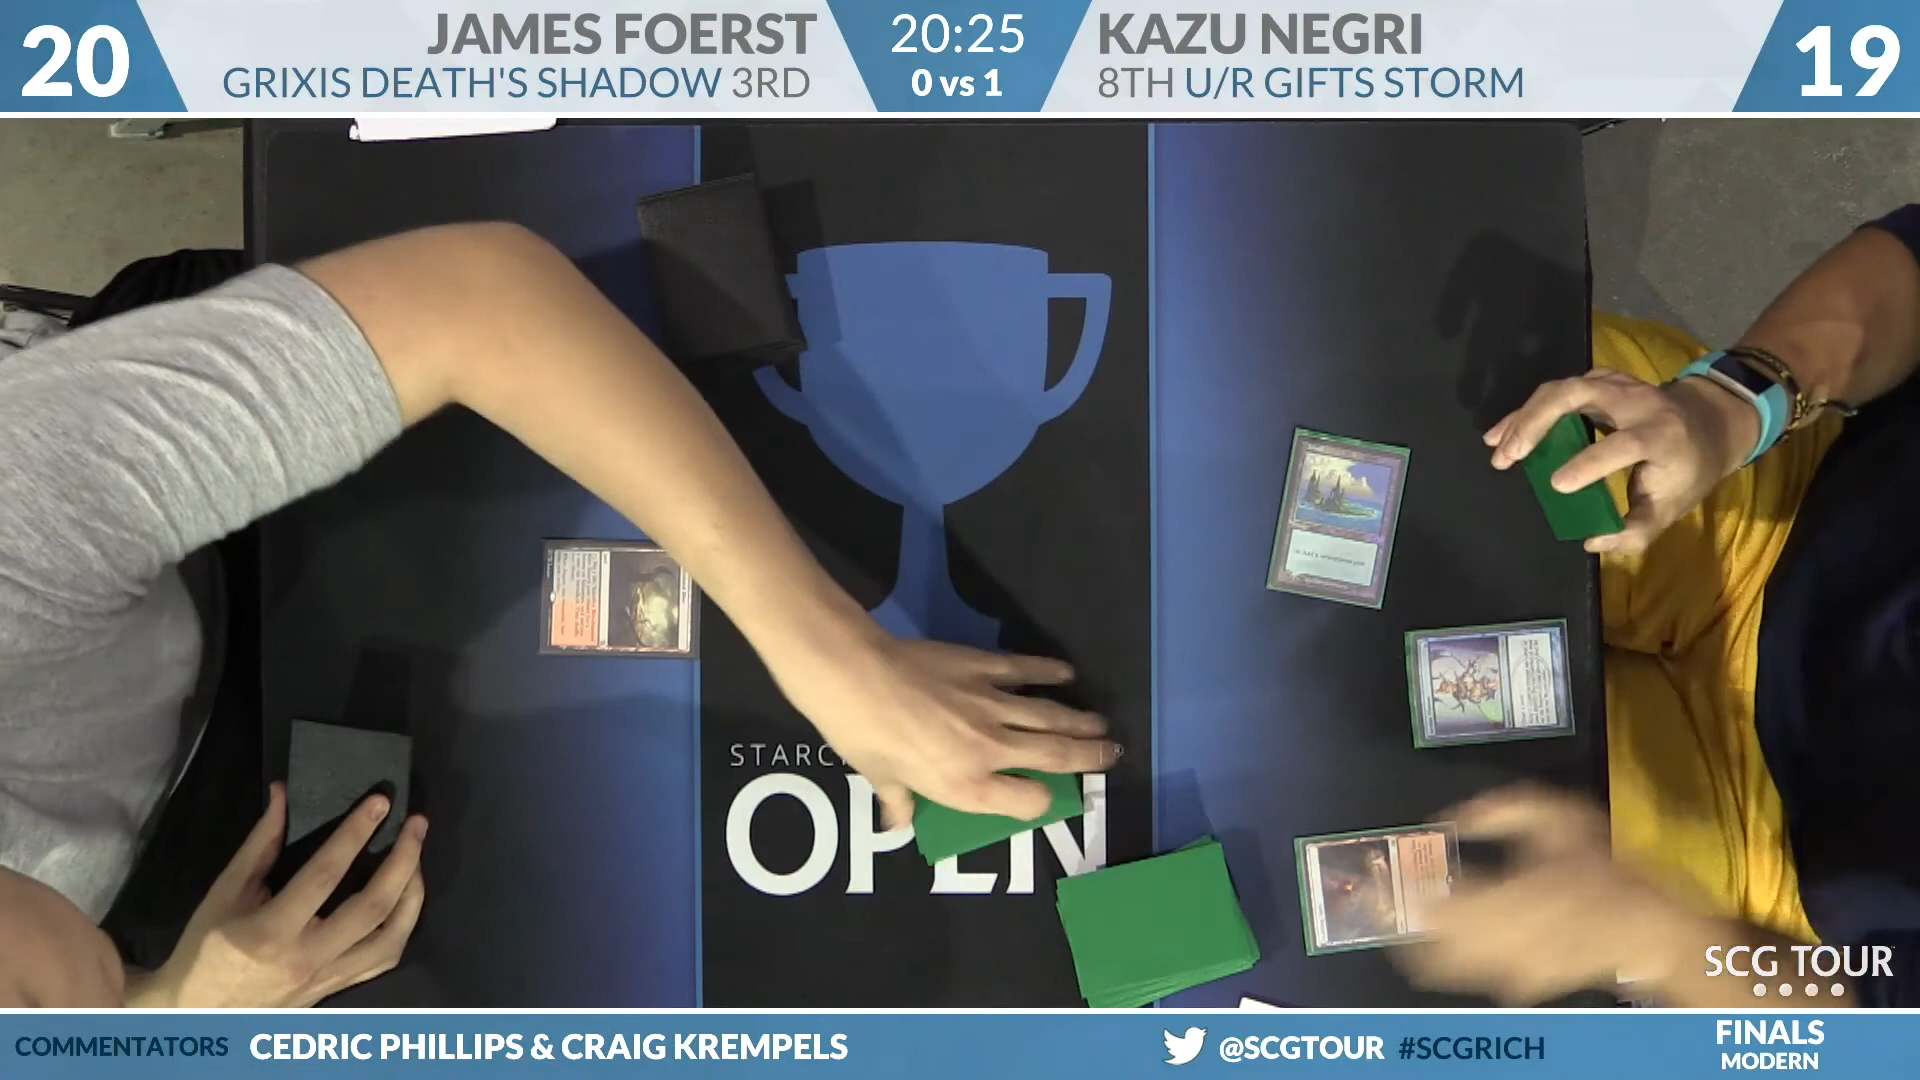 20
JAMES FOERST
GRIXIS DEATH'S SHADOW 3RD
20:25
0 vs 1
KAZU NEGRI
8TH U/R GIFTS STORM
19
STARC
OPEN
SCG TOUR
COMMENTATORS CEDRIC PHILLIPS & CRAIG KREMPELS
@SCGTOUR #SCGRICH
FINALS
MODERN